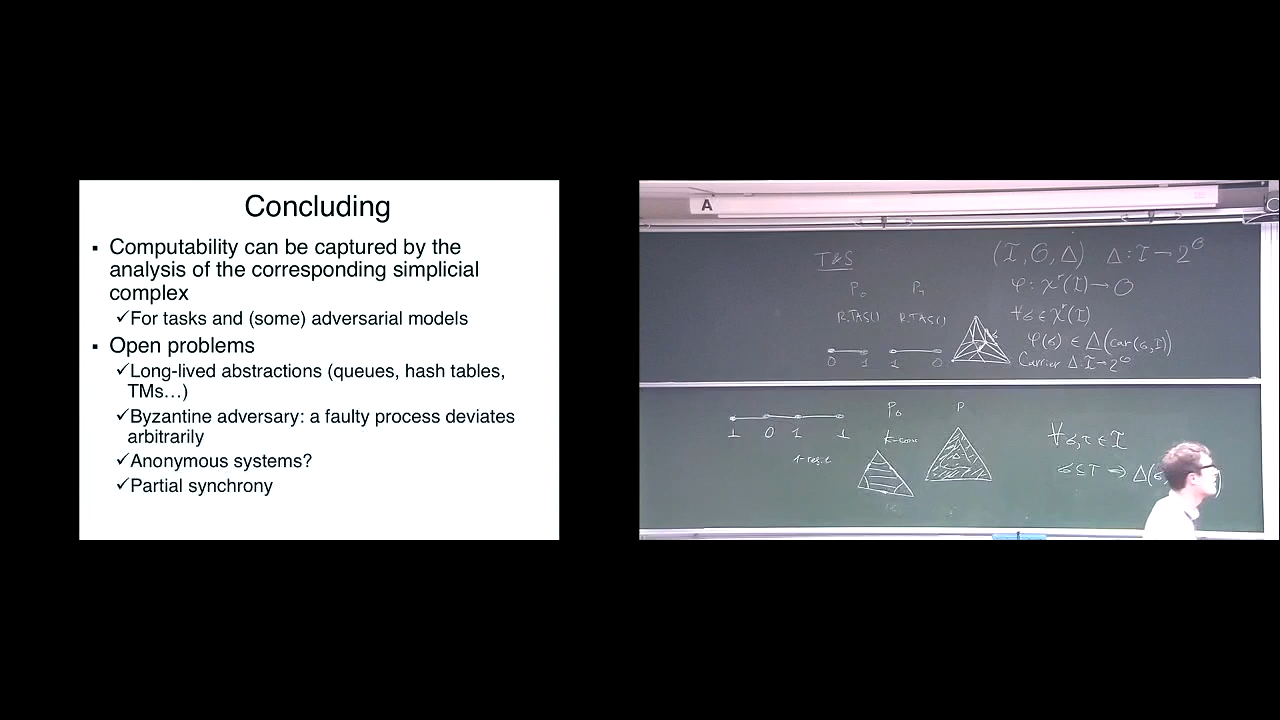 Concluding
▪ Computability can be captured by the
analysis of the corresponding simplicial
complex
✓For tasks and (some) adversarial models
▪ Open problems
✓Long-lived abstractions (queues, hash tables,
TMs…)
✓Byzantine adversary: a faulty process deviates
arbitrarily
✓Anonymous systems?
✓Partial synchrony
A
T&S
P₀ P₁
R.TAS() R.TAS()
0 1 1 0
(I, O, Δ) Δ: I → 2^O
φ: χ^r(I) → O
∀σ ∈ χ^r(I)
φ(σ) ∈ Δ(car(σ, I))
Carrier Δ: I → 2^O
1 0 1 1
P₀ P
1-res.
∀σ,τ ∈ I
σ ⊆ τ ⇒ Δ(σ